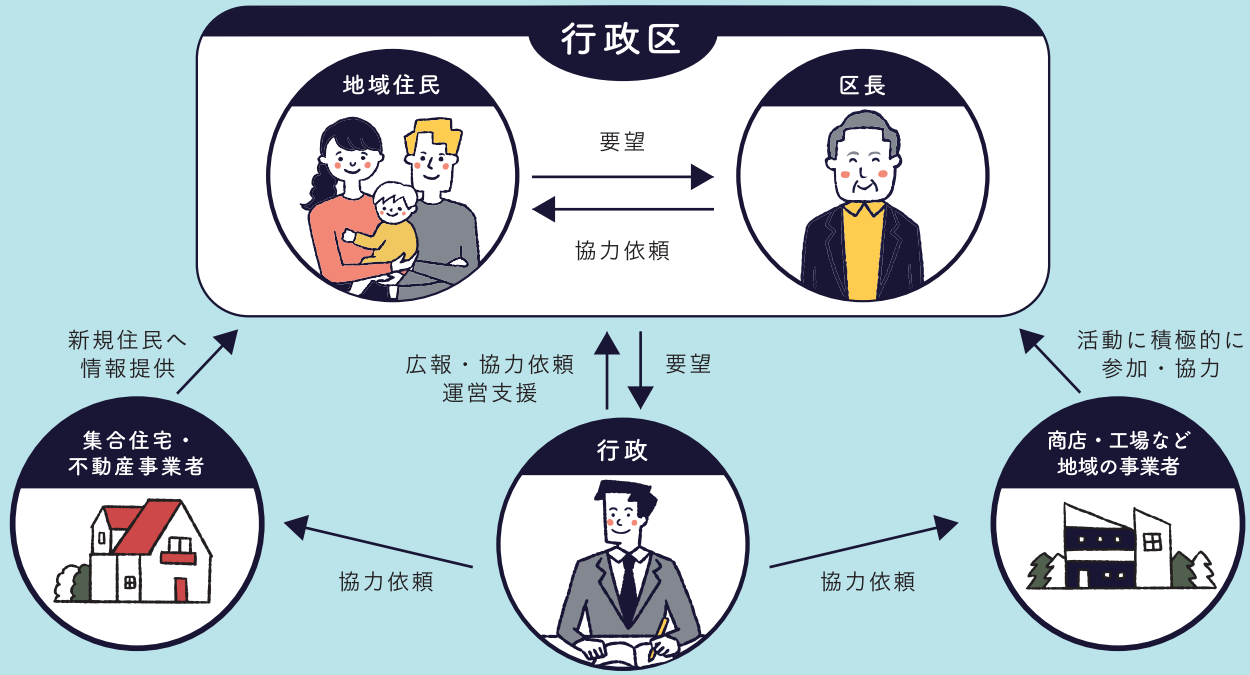 行政区
地域住民
区長
要望
協力依頼
新規住民へ
情報提供
広報・協力依頼
運営支援
要望
活動に積極的に
参加・協力
集合住宅・
不動産事業者
行政
商店・工場など
地域の事業者
協力依頼
協力依頼